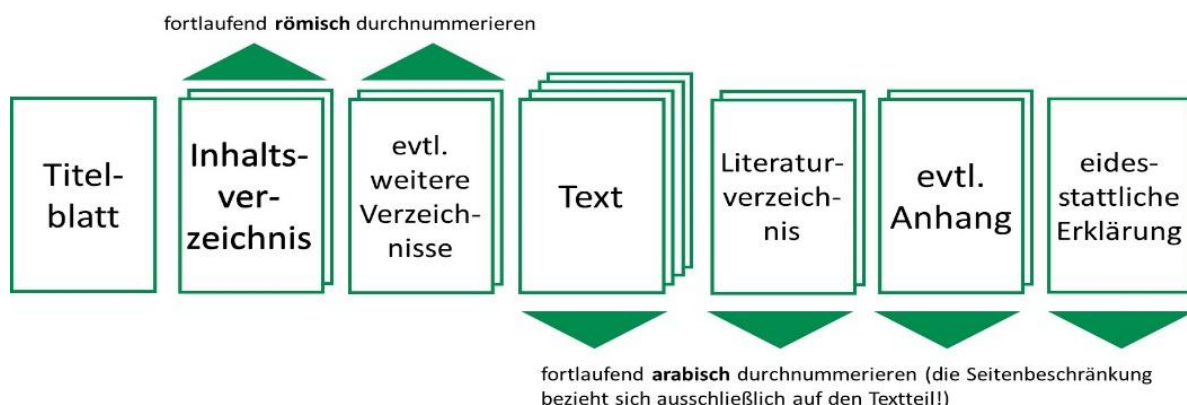 fortlaufend römisch durchnummerieren
Titel-
blatt
Inhalts-
ver-
zeichnis
evtl.
weitere
Verzeich-
nisse
Text
Literatur-
verzeich-
nis
evtl.
Anhang
eides-
stattliche
Erklärung
fortlaufend arabisch durchnummerieren (die Seitenbeschränkung
bezieht sich ausschließlich auf den Textteil!)